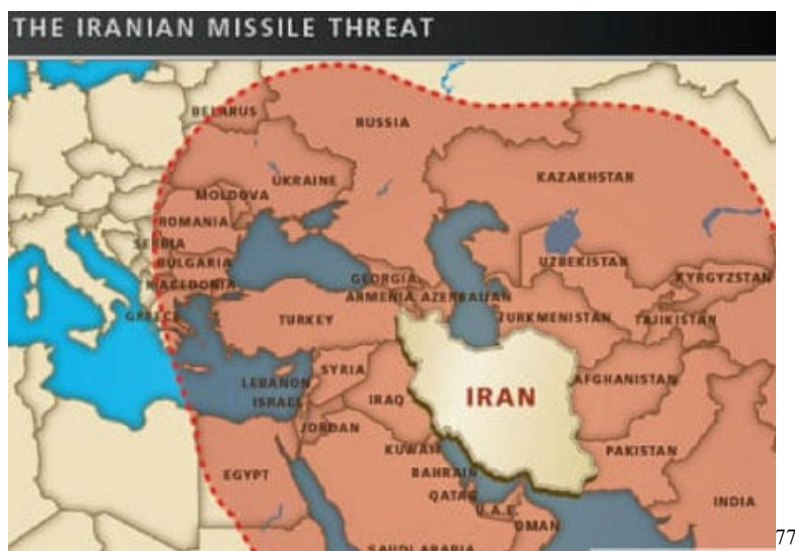 THE IRANIAN MISSILE THREAT
BELARUS
RUSSIA
KAZAKHSTAN
UKRAINE
MOLDOVA
ROMANIA
SERBIA
UZBEKISTAN
BULGARIA
KYRGYZSTAN
GEORGIA
MACEDONIA
ARMENIA AZERBAIJAN
GREECE
TURKEY
TURKMENISTAN
TAJIKISTAN
SYRIA
AFGHANISTAN
LEBANON
IRAN
IRAQ
ISRAEL
JORDAN
KUWAIT
PAKISTAN
EGYPT
BAHRAIN
QATAR
INDIA
U.A.E.
OMAN
77
SAUDI ARABIA